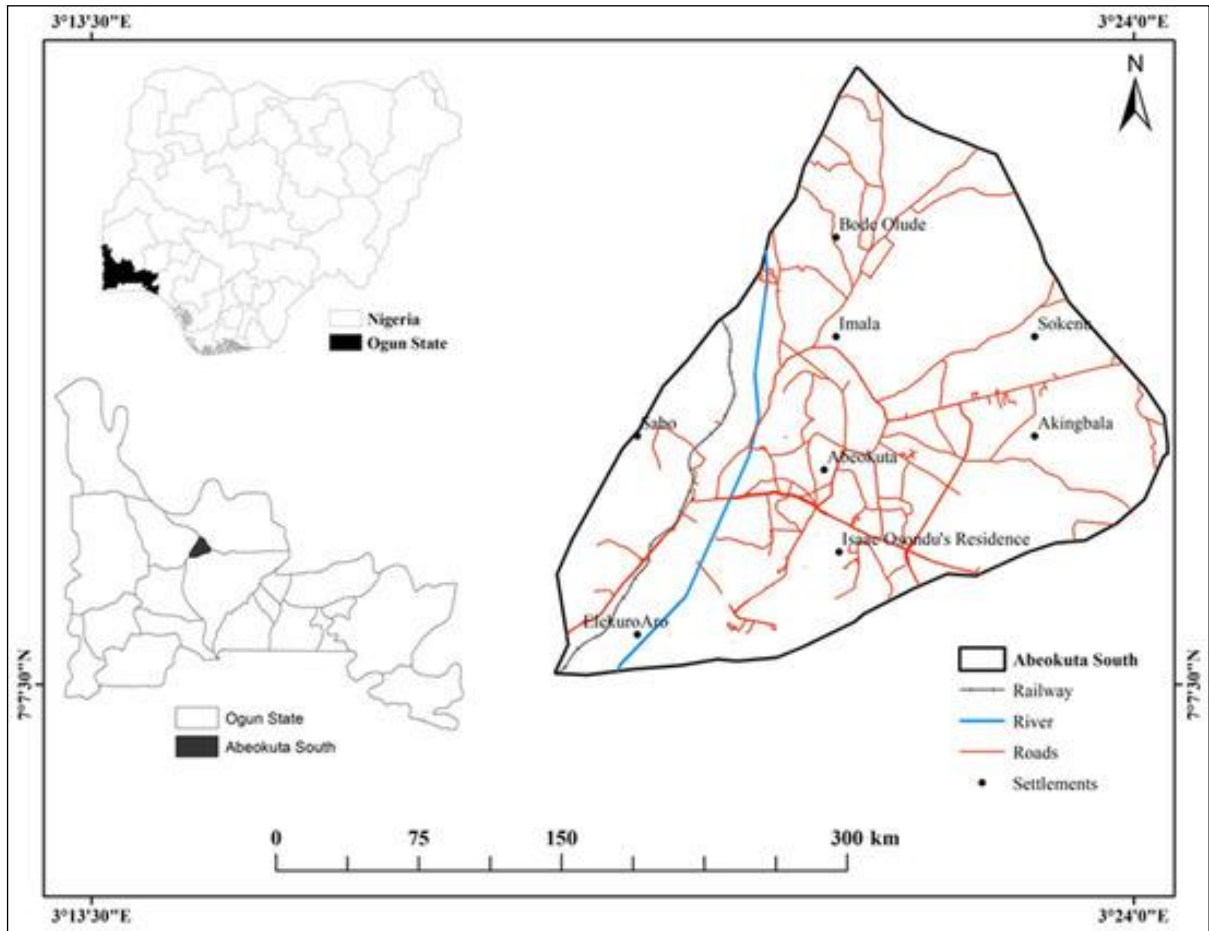 3°13'30"E
3°24'0"E
N
Nigeria
Ogun State
Bode Olude
Imala
Sokenu
Sabo
Akingbala
Abeokuta
Isaac Osondu's Residence
ElekuroAro
7°7'30"N
7°7'30"N
Ogun State
Abeokuta South
Abeokuta South
Railway
River
Roads
Settlements
0 75 150 300 km
3°13'30"E
3°24'0"E